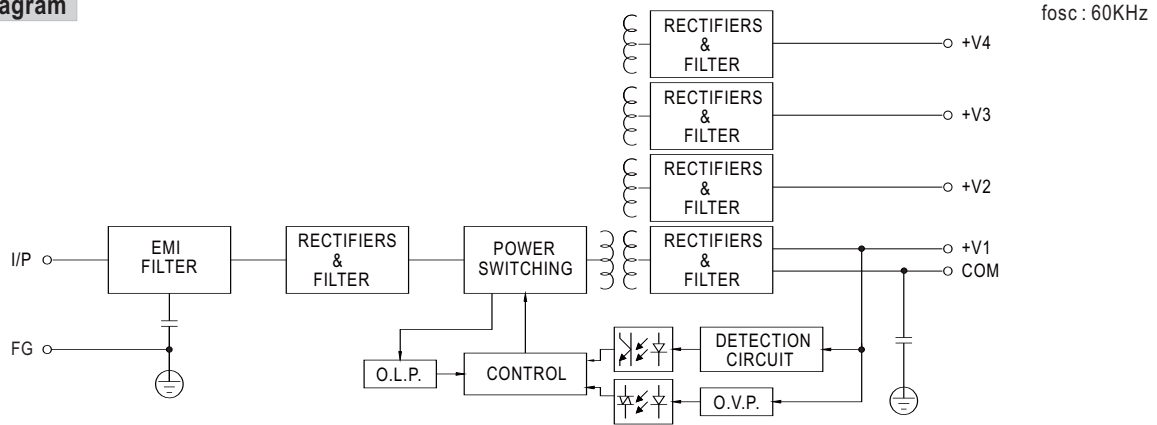 agram
fosc : 60KHz
RECTIFIERS
&
FILTER
+V4
RECTIFIERS
&
FILTER
+V3
RECTIFIERS
&
FILTER
+V2
I/P
EMI
FILTER
RECTIFIERS
&
FILTER
POWER
SWITCHING
RECTIFIERS
&
FILTER
+V1
COM
FG
O.L.P.
CONTROL
DETECTION
CIRCUIT
O.V.P.